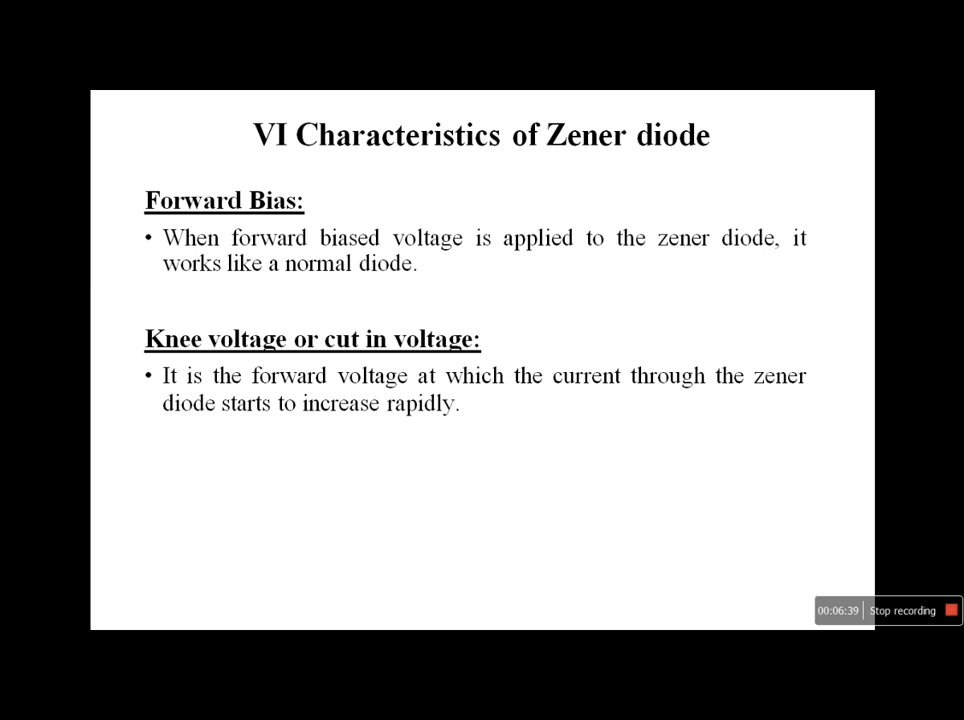 VI Characteristics of Zener diode
Forward Bias:
• When forward biased voltage is applied to the zener diode, it
works like a normal diode.
Knee voltage or cut in voltage:
• It is the forward voltage at which the current through the zener
diode starts to increase rapidly.
00:06:39 Stop recording